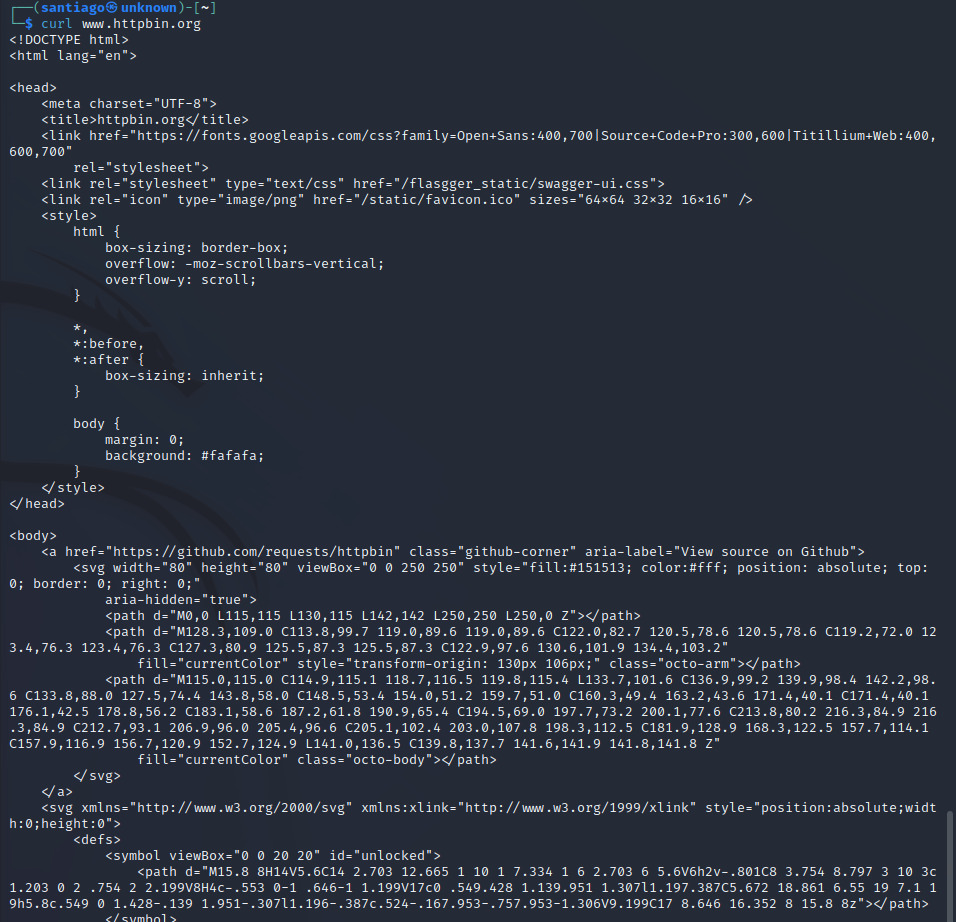 ┌──(santiago㉿unknown)-[~]
└─$ curl www.httpbin.org
<!DOCTYPE html>
<html lang="en">

<head>
    <meta charset="UTF-8">
    <title>httpbin.org</title>
    <link href="https://fonts.googleapis.com/css?family=Open+Sans:400,700|Source+Code+Pro:300,600|Titillium+Web:400,
600,700"
        rel="stylesheet">
    <link rel="stylesheet" type="text/css" href="/flasgger_static/swagger-ui.css">
    <link rel="icon" type="image/png" href="/static/favicon.ico" sizes="64x64 32x32 16x16" />
    <style>
        html {
            box-sizing: border-box;
            overflow: -moz-scrollbars-vertical;
            overflow-y: scroll;
        }

        *,
        *:before,
        *:after {
            box-sizing: inherit;
        }

        body {
            margin: 0;
            background: #fafafa;
        }
    </style>
</head>

<body>
    <a href="https://github.com/requests/httpbin" class="github-corner" aria-label="View source on Github">
        <svg width="80" height="80" viewBox="0 0 250 250" style="fill:#151513; color:#fff; position: absolute; top:
0; border: 0; right: 0;"
            aria-hidden="true">
            <path d="M0,0 L115,115 L130,115 L142,142 L250,250 L250,0 Z"></path>
            <path d="M128.3,109.0 C113.8,99.7 119.0,89.6 119.0,89.6 C122.0,82.7 120.5,78.6 120.5,78.6 C119.2,72.0 12
3.4,76.3 123.4,76.3 C127.3,80.9 125.5,87.3 125.5,87.3 C122.9,97.6 130.6,101.9 134.4,103.2"
                fill="currentColor" style="transform-origin: 130px 106px;" class="octo-arm"></path>
            <path d="M115.0,115.0 C114.9,115.1 118.7,116.5 119.8,115.4 L133.7,101.6 C136.9,99.2 139.9,98.4 142.2,98.
6 C133.8,88.0 127.5,74.4 143.8,58.0 C148.5,53.4 154.0,51.2 159.7,51.0 C160.3,49.4 163.2,43.6 171.4,40.1 C171.4,40.1
176.1,42.5 178.8,56.2 C183.1,58.6 187.2,61.8 190.9,65.4 C194.5,69.0 197.7,73.2 200.1,77.6 C213.8,80.2 216.3,84.9 216
.3,84.9 C212.7,93.1 206.9,96.0 205.4,96.6 C205.1,102.4 203.0,107.8 198.3,112.5 C181.9,128.9 168.3,122.5 157.7,114.1
C157.9,116.9 156.7,120.9 152.7,124.9 L141.0,136.5 C139.8,137.7 141.6,141.9 141.8,141.8 Z"
                fill="currentColor" class="octo-body"></path>
        </svg>
    </a>
    <svg xmlns="http://www.w3.org/2000/svg" xmlns:xlink="http://www.w3.org/1999/xlink" style="position:absolute;widt
h:0;height:0">
        <defs>
            <symbol viewBox="0 0 20 20" id="unlocked">
                <path d="M15.8 8H14V5.6C14 2.703 12.665 1 10 1 7.334 1 6 2.703 6 5.6V6h2v-.801C8 3.754 8.797 3 10 3c
1.203 0 2 .754 2 2.199V8H4c-.553 0-1 .646-1 1.199V17c0 .549.428 1.139.951 1.307l1.197.387C5.672 18.861 6.55 19 7.1 1
9h5.8c.549 0 1.428-.139 1.951-.307l1.196-.387c.524-.167.953-.757.953-1.306V9.199C17 8.646 16.352 8 15.8 8z"></path>
            </symbol>